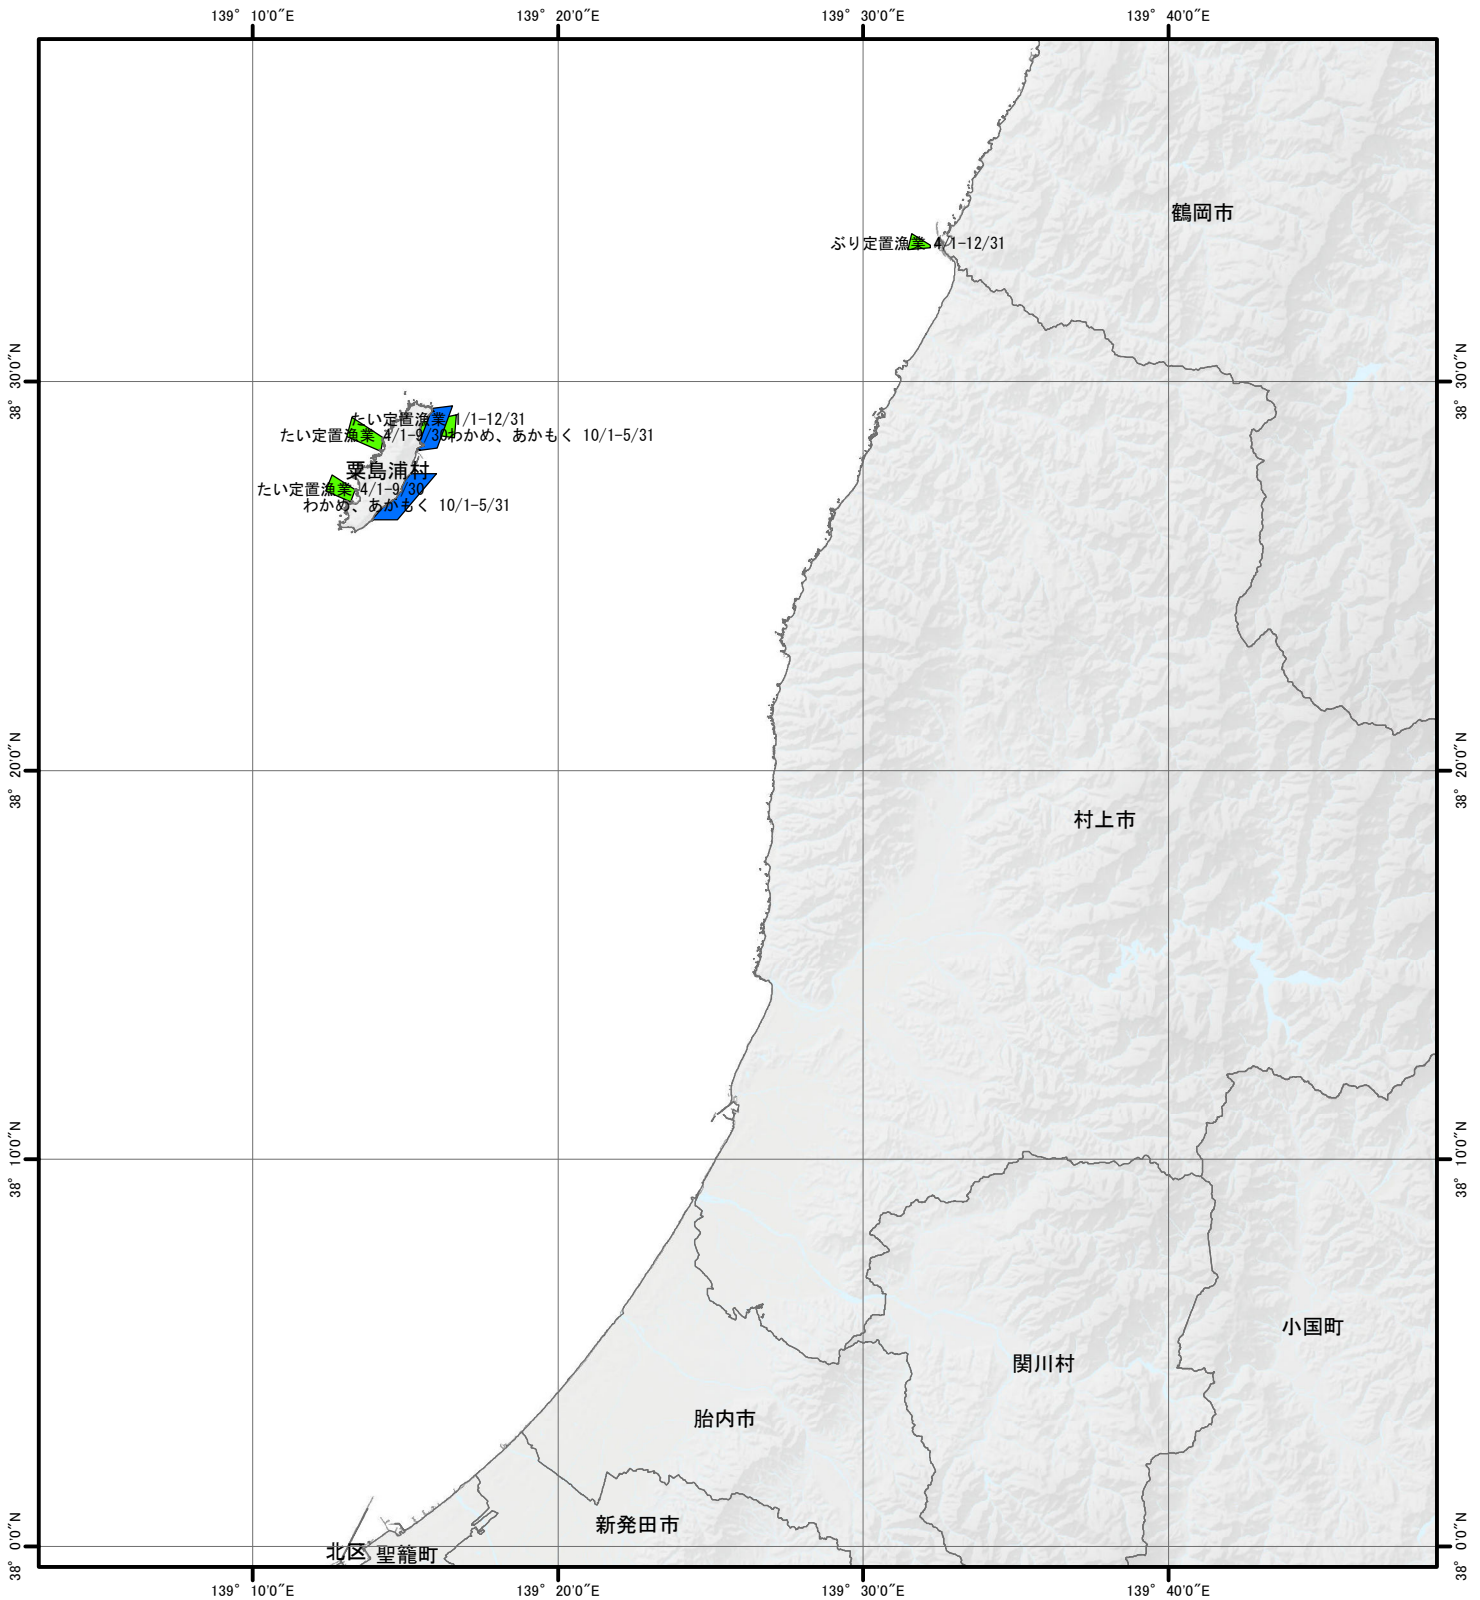 139° 10'0"E
139° 20'0"E
139° 30'0"E
139° 40'0"E
鶴岡市
ぶり定置漁業 4/1-12/31
38° 30'0"N
38° 30'0"N
たい定置漁業 1/1-12/31
たい定置漁業 4/1-9/30
わかめ、あかもく 10/1-5/31
粟島浦村
たい定置漁業 4/1-9/30
わかめ、あかもく 10/1-5/31
38° 20'0"N
38° 20'0"N
村上市
38° 10'0"N
38° 10'0"N
小国町
関川村
胎内市
新発田市
38° 0'0"N
38° 0'0"N
北区
聖籠町
139° 10'0"E
139° 20'0"E
139° 30'0"E
139° 40'0"E